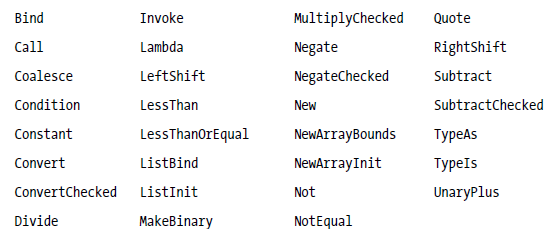 Bind Invoke MultiplyChecked Quote
Call Lambda Negate RightShift
Coalesce LeftShift NegateChecked Subtract
Condition LessThan New SubtractChecked
Constant LessThanOrEqual NewArrayBounds TypeAs
Convert ListBind NewArrayInit TypeIs
ConvertChecked ListInit Not UnaryPlus
Divide MakeBinary NotEqual